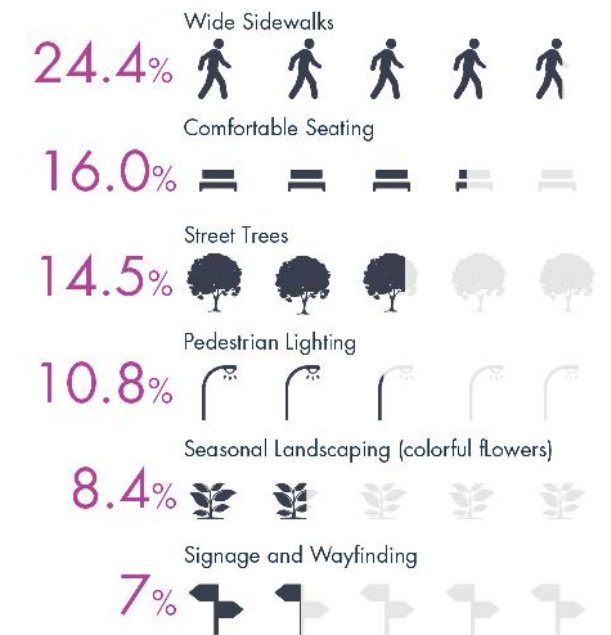 Wide Sidewalks
24.4%
Comfortable Seating
16.0%
Street Trees
14.5%
Pedestrian Lighting
10.8%
Seasonal Landscaping (colorful flowers)
8.4%
Signage and Wayfinding
7%